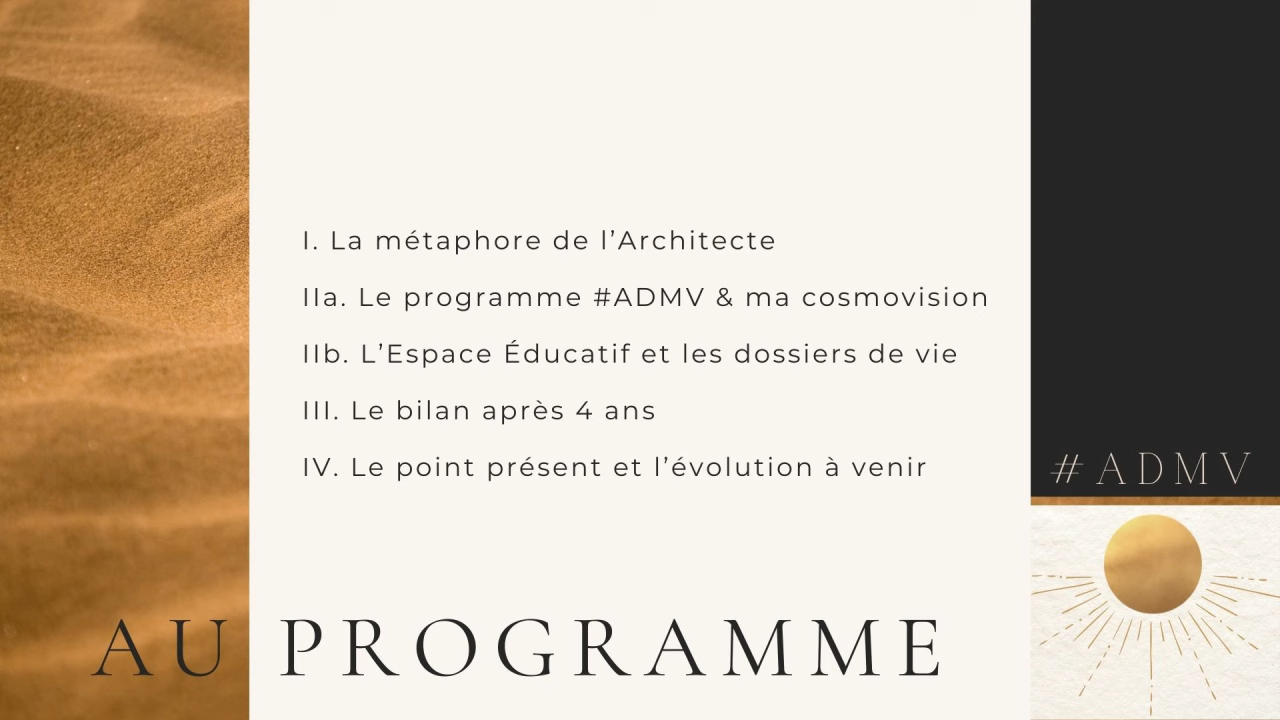 I. La métaphore de l’Architecte
IIa. Le programme #ADMV & ma cosmovision
IIb. L’Espace Éducatif et les dossiers de vie
III. Le bilan après 4 ans
IV. Le point présent et l’évolution à venir
#ADMV
AU PROGRAMME